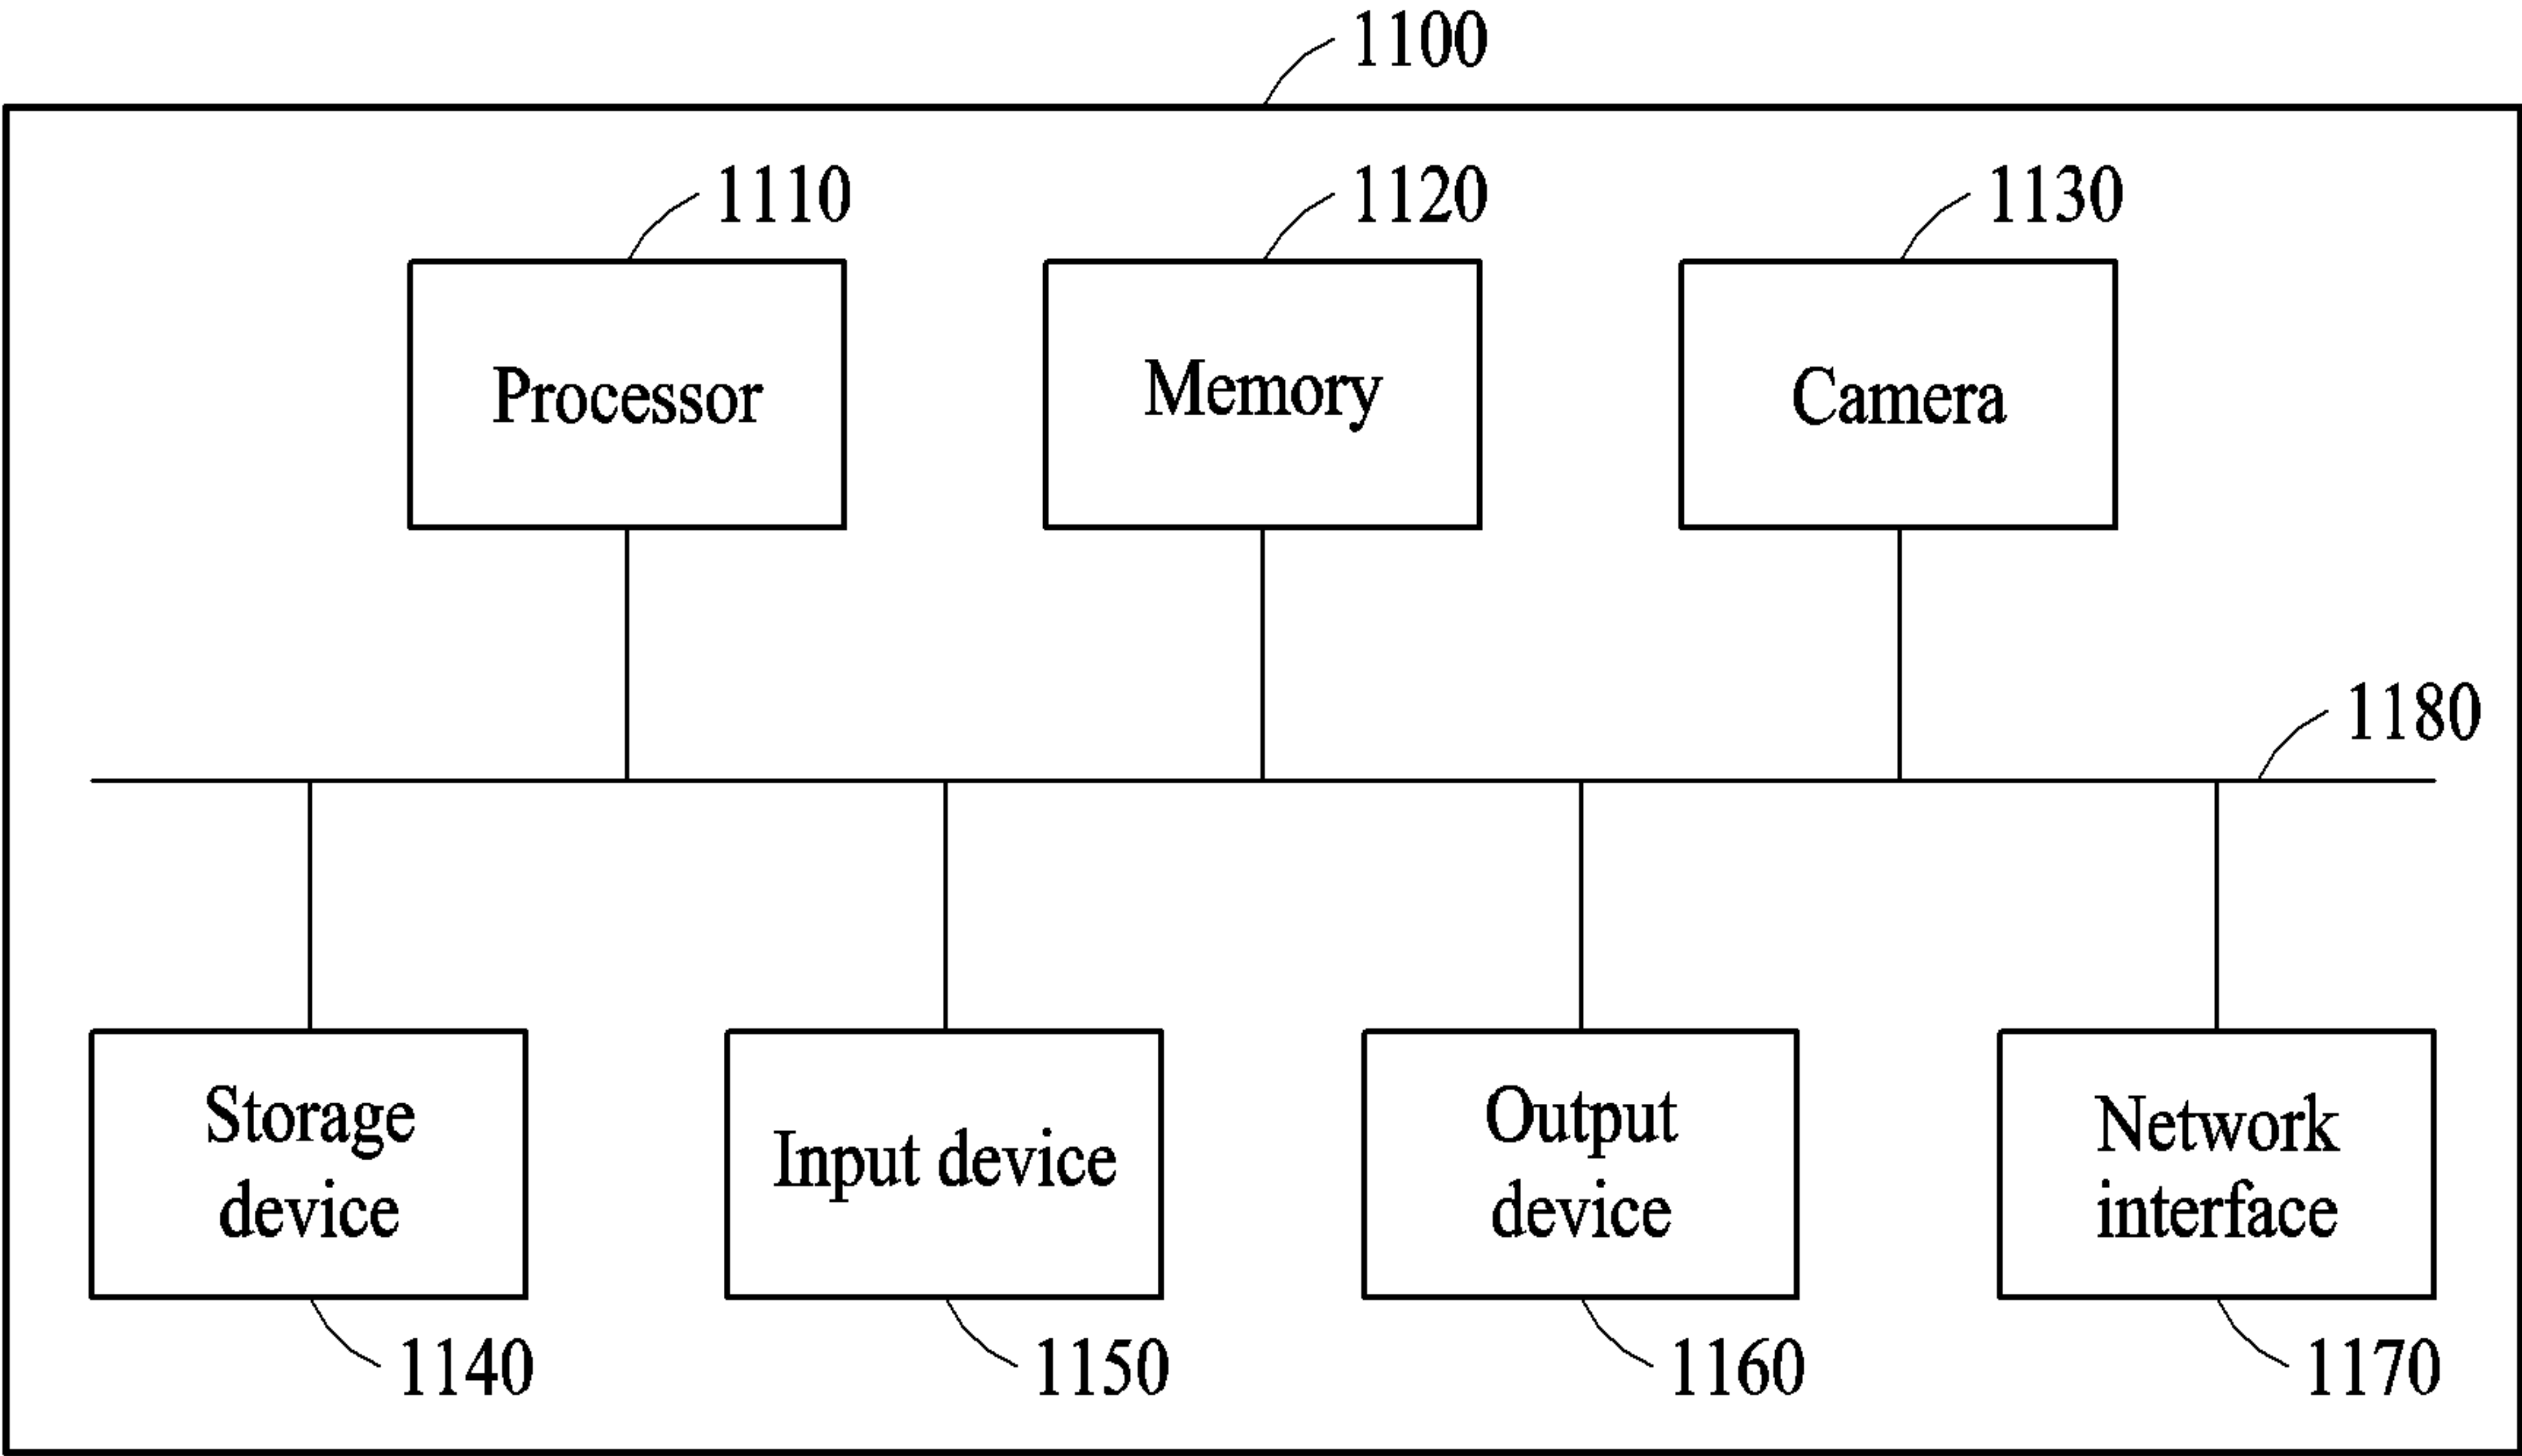 1100
1110
1120
1130
Processor
Memory
Camera
1180
Storage
device
Input device
Output
device
Network
interface
1140
1150
1160
1170